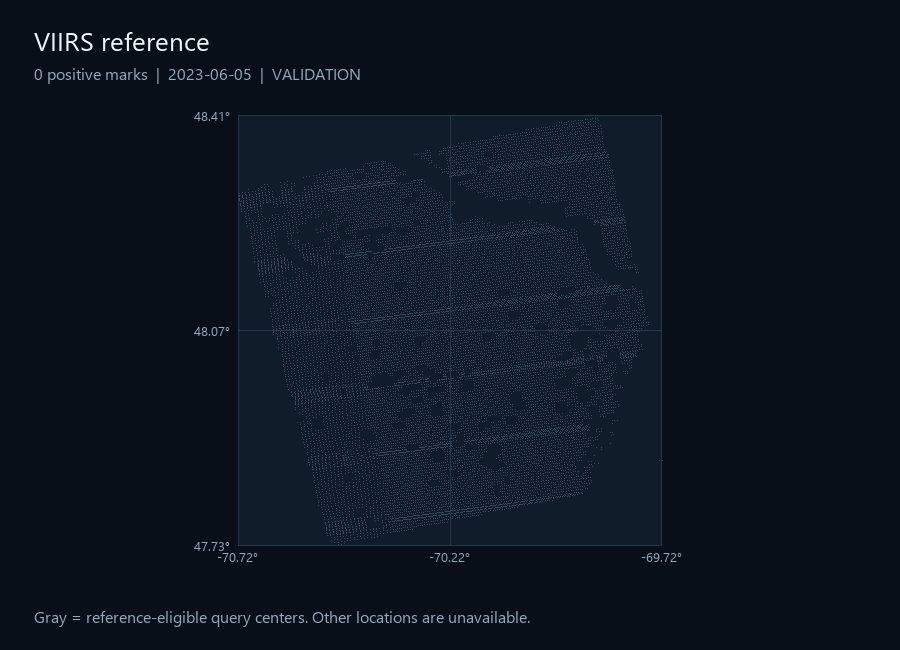 VIIRS reference
0 positive marks | 2023-06-05 | VALIDATION
48.41°
48.07°
47.73°
-70.72°
-70.22°
-69.72°
Gray = reference-eligible query centers. Other locations are unavailable.